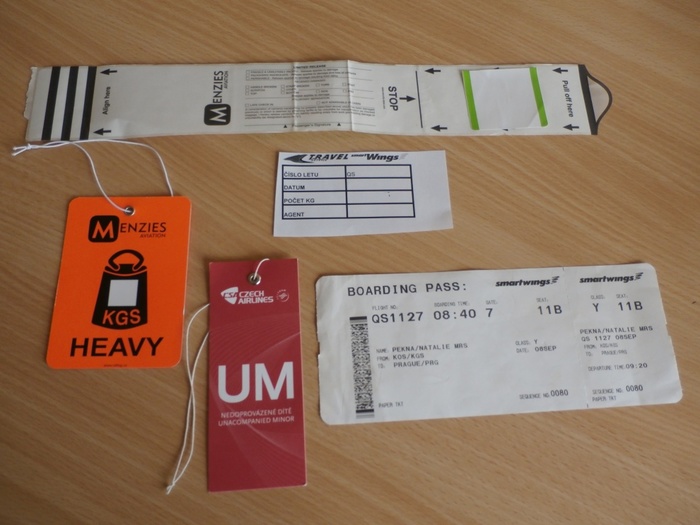 Align here
MENZIES
AVIATION
STOP
Pull off here
TRAVEL smartWings
ČÍSLO LETU QS
DATUM
POČET KG
AGENT
MENZIES
AVIATION
KGS
HEAVY
CSA CZECH
AIRLINES
UM
NEDOPROVÁZENÉ DÍTĚ
UNACOMPANIED MINOR
BOARDING PASS: smartwings smartwings
FLIGHT NO. BOARDING TIME: GATE: SEAT: CLASS. SEAT.
QS1127 08:40 7 11B Y 11B
NAME PEKNA/NATALIE MRS CLASS. Y PEKNA/NATALIE MRS
FROM. KOS/KGS DATE. 08SEP QS 1127 08SEP
TO. PRAGUE/PRG FROM. KOS/KGS
TO. PRAGUE/PRG
DEPARTURE TIME 09:20
SEQUENCE NO. 0080 SEQUENCE NO. 0080
PAPER TKT PAPER TKT